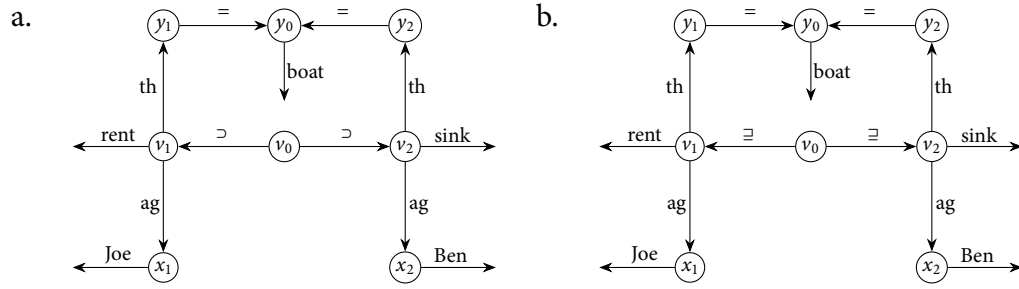 a.
y₁ = y₀ = y₂
boat
th th
rent v₁ ⊃ v₀ ⊃ v₂ sink
ag ag
Joe x₁ x₂ Ben
b.
y₁ = y₀ = y₂
boat
th th
rent v₁ ⊒ v₀ ⊒ v₂ sink
ag ag
Joe x₁ x₂ Ben